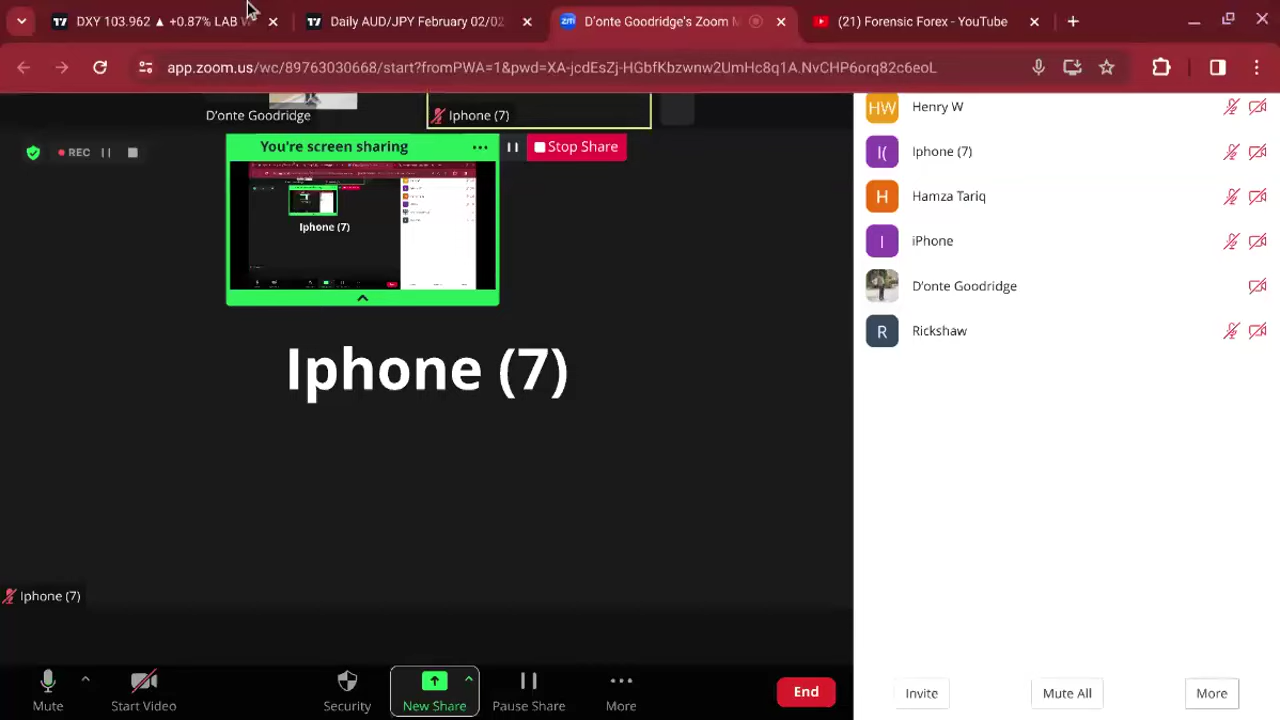 DXY 103.962 ▲ +0.87% LAB
Daily AUD/JPY February 02/02
D'onte Goodridge's Zoom M
(21) Forensic Forex - YouTube
app.zoom.us/wc/89763030668/start?fromPWA=1&pwd=XA-jcdEsZj-HGbfKbzwnw2UmHc8q1A.NvCHP6orq82c6eoL
D'onte Goodridge
Iphone (7)
REC
You're screen sharing
Stop Share
Iphone (7)
Iphone (7)
Iphone (7)
HW Henry W
I( Iphone (7)
H Hamza Tariq
I iPhone
D'onte Goodridge
R Rickshaw
Mute
Start Video
Security
New Share
Pause Share
More
End
Invite
Mute All
More